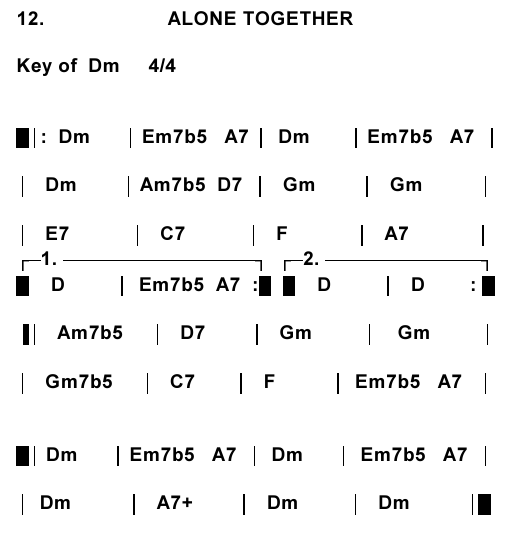 12. ALONE TOGETHER
Key of Dm 4/4
|: Dm | Em7b5 A7 | Dm | Em7b5 A7 |
| Dm | Am7b5 D7 | Gm | Gm |
| E7 | C7 | F | A7 |
1. 2.
D | Em7b5 A7 : D | D :
| Am7b5 | D7 | Gm | Gm |
| Gm7b5 | C7 | F | Em7b5 A7 |
| Dm | Em7b5 A7 | Dm | Em7b5 A7 |
| Dm | A7+ | Dm | Dm |